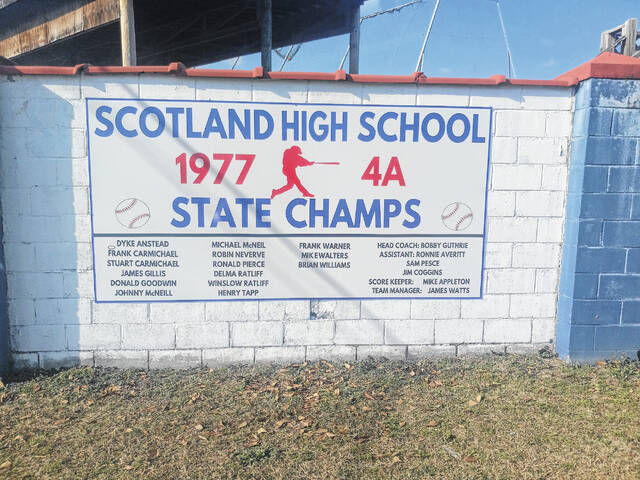 SCOTLAND HIGH SCHOOL
1977 4A
STATE CHAMPS
DYKE ANSTEAD
FRANK CARMICHAEL
STUART CARMICHAEL
JAMES GILLIS
DONALD GOODWIN
JOHNNY McNEILL
MICHAEL McNEIL
ROBIN NEVERVE
RONALD PIERCE
DELMA RATLIFF
WINSLOW RATLIFF
HENRY TAPP
FRANK WARNER
MIKE WALTERS
BRIAN WILLIAMS
HEAD COACH: BOBBY GUTHRIE
ASSISTANT: RONNIE AVERITT
SAM PESCE
JIM COGGINS
SCORE KEEPER: MIKE APPLETON
TEAM MANAGER: JAMES WATTS